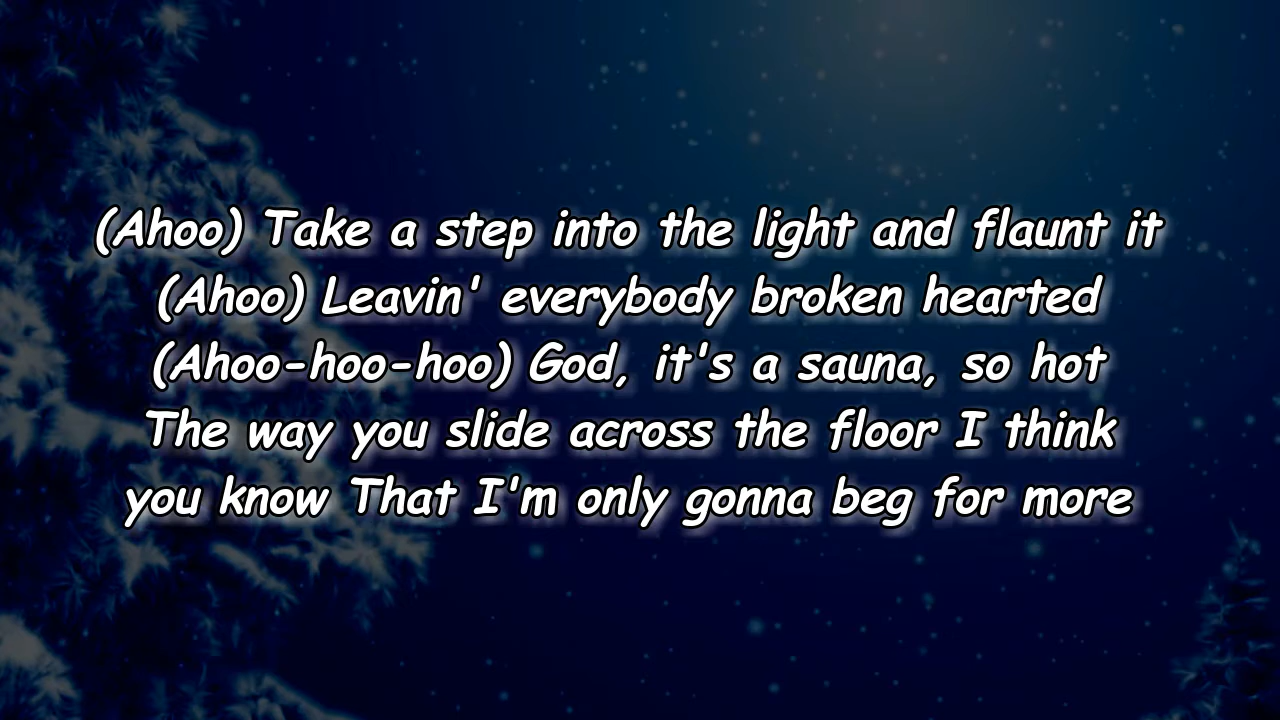 (Ahoo) Take a step into the light and flaunt it
(Ahoo) Leavin' everybody broken hearted
(Ahoo-hoo-hoo) God, it's a sauna, so hot
The way you slide across the floor I think
you know That I'm only gonna beg for more